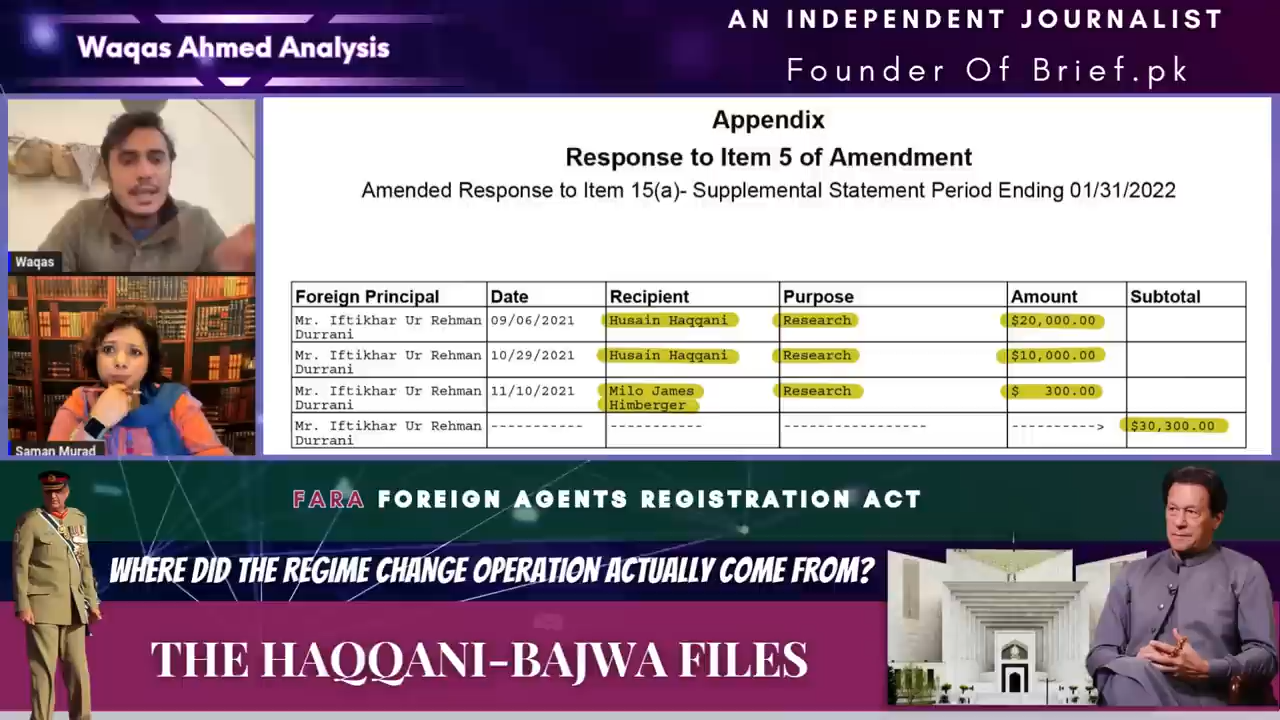 Waqas Ahmed Analysis
AN INDEPENDENT JOURNALIST
Founder Of Brief.pk
Waqas
Saman Murad
Appendix
Response to Item 5 of Amendment
Amended Response to Item 15(a)- Supplemental Statement Period Ending 01/31/2022
Foreign Principal Date Recipient Purpose Amount Subtotal
Mr. Iftikhar Ur Rehman 09/06/2021 Husain Haqqani Research $20,000.00
Durrani
Mr. Iftikhar Ur Rehman 10/29/2021 Husain Haqqani Research $10,000.00
Durrani
Mr. Iftikhar Ur Rehman 11/10/2021 Milo James Research $ 300.00
Durrani Himberger
Mr. Iftikhar Ur Rehman ----------- ----------- ----------------- ----------> $30,300.00
Durrani
FARA FOREIGN AGENTS REGISTRATION ACT
WHERE DID THE REGIME CHANGE OPERATION ACTUALLY COME FROM?
THE HAQQANI-BAJWA FILES